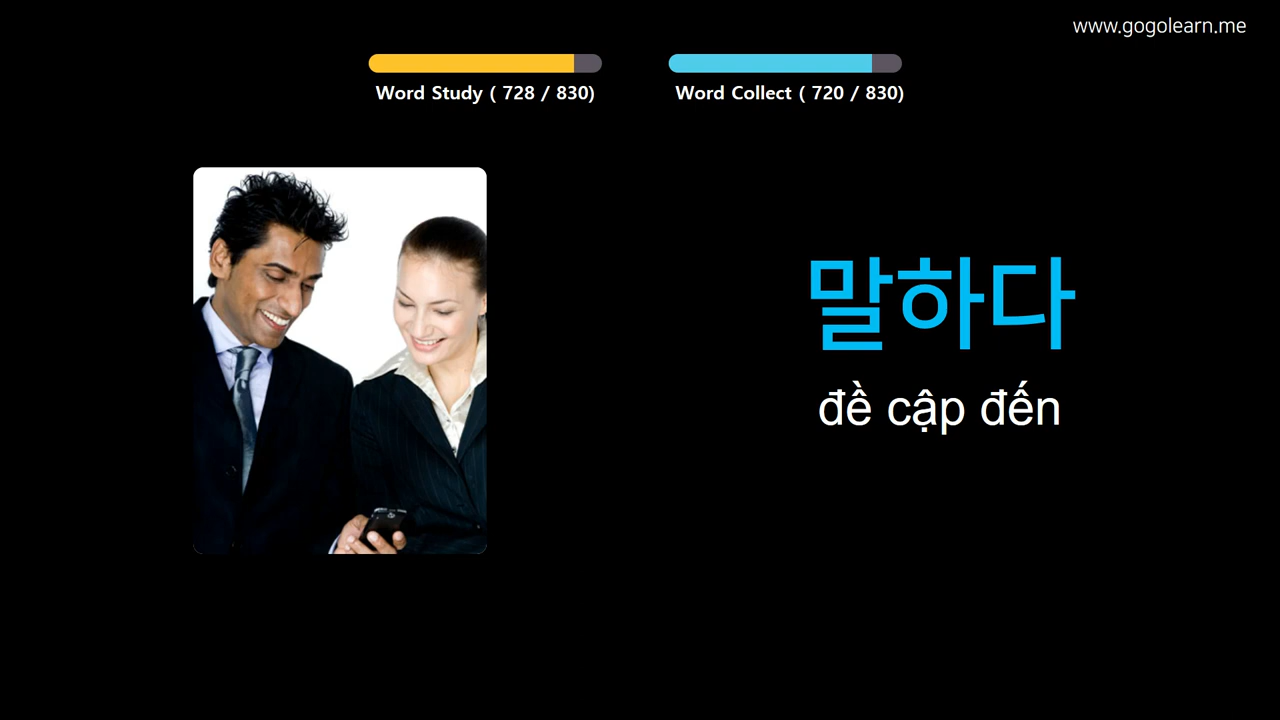 www.gogolearn.me
Word Study ( 728 / 830)
Word Collect ( 720 / 830)
말하다
đề cập đến